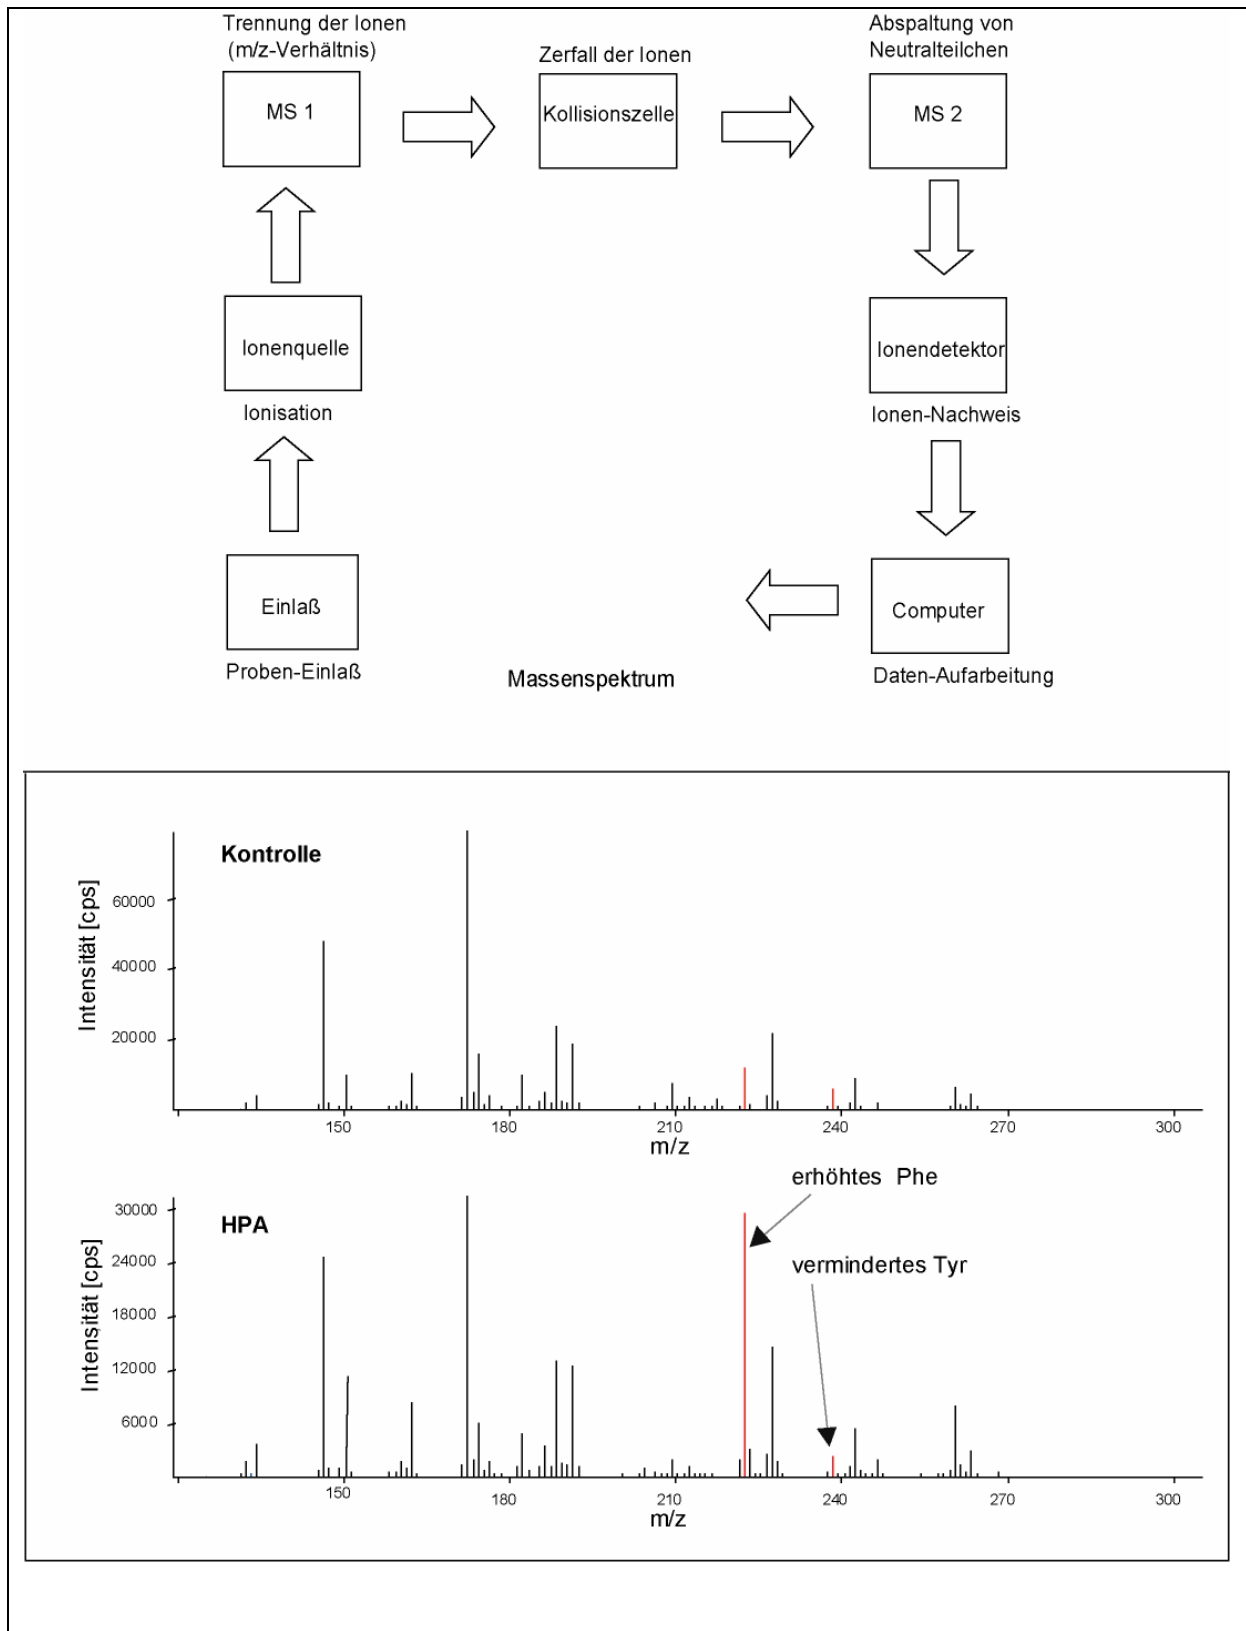 Trennung der Ionen
(m/z-Verhältnis)
Zerfall der Ionen
Abspaltung von
Neutralteilchen
MS 1
Kollisionszelle
MS 2
Ionenquelle
Ionendetektor
Ionisation
Ionen-Nachweis
Einlaß
Computer
Proben-Einlaß
Massenspektrum
Daten-Aufarbeitung
Kontrolle
Intensität [cps]
60000
40000
20000
150
180
210
240
270
300
m/z
erhöhtes Phe
HPA
vermindertes Tyr
Intensität [cps]
30000
24000
18000
12000
6000
150
180
210
240
270
300
m/z